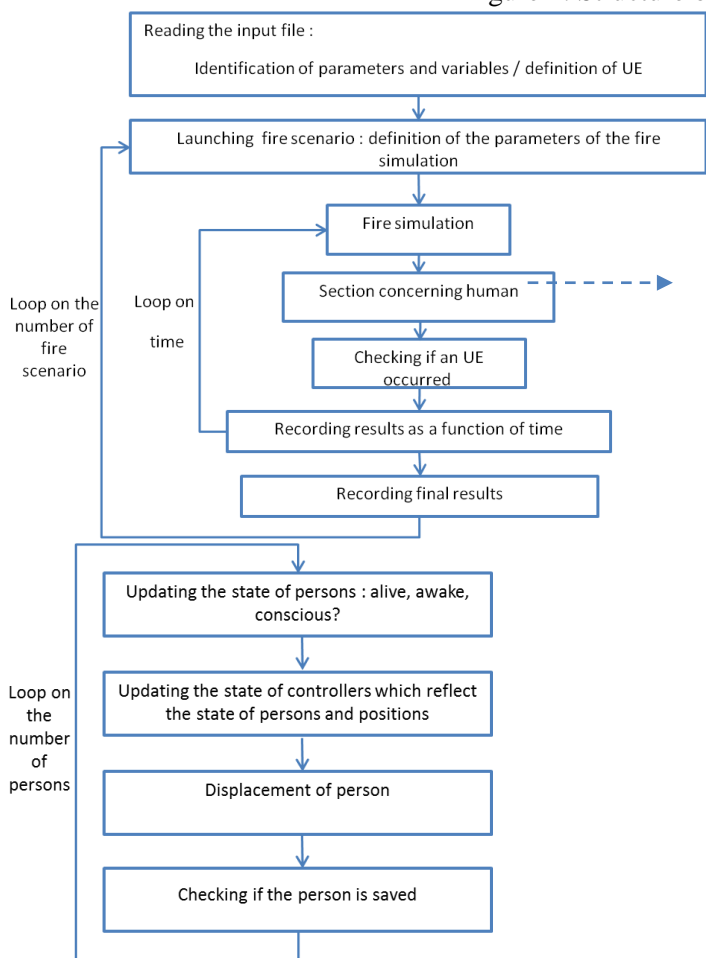 Reading the input file :
Identification of parameters and variables / definition of UE
Launching fire scenario : definition of the parameters of the fire
simulation
Fire simulation
Section concerning human
Loop on the
number of
fire
scenario
Loop on
time
Checking if an UE
occurred
Recording results as a function of time
Recording final results
Updating the state of persons : alive, awake,
conscious?
Loop on
the
number
of
persons
Updating the state of controllers which reflect
the state of persons and positions
Displacement of person
Checking if the person is saved